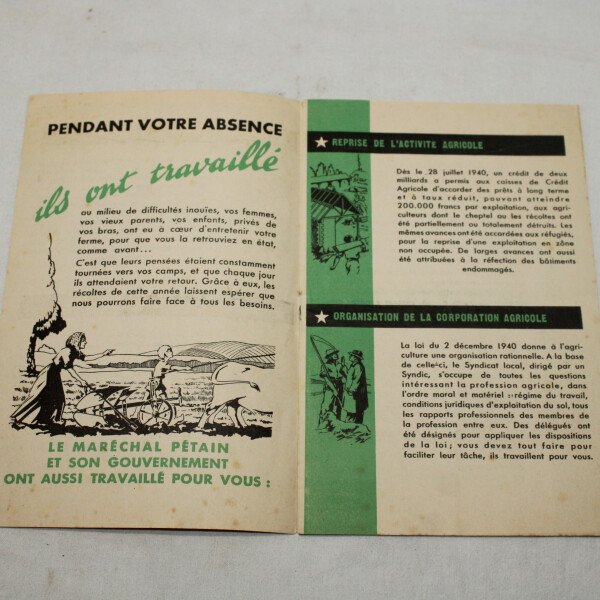 PENDANT VOTRE ABSENCE
ils ont travaillé
au milieu de difficultés inouïes, vos femmes,
vos vieux parents, vos enfants, privés de
vos bras, ont eu à cœur d'entretenir votre
ferme, pour que vous la retrouviez en état,
comme avant...
C'est que leurs pensées étaient constamment
tournées vers vos camps, et que chaque jour
ils attendaient votre retour. Grâce à eux, les
récoltes de cette année laissent espérer que
nous pourrons faire face à tous les besoins.
LE MARÉCHAL PÉTAIN
ET SON GOUVERNEMENT
ONT AUSSI TRAVAILLÉ POUR VOUS :
REPRISE DE L'ACTIVITE AGRICOLE
Dès le 28 juillet 1940, un crédit de deux
milliards a permis aux caisses de Crédit
Agricole d'accorder des prêts à long terme
et à taux réduit, pouvant atteindre
200.000 francs par exploitation, aux agri-
culteurs dont le cheptel ou les récoltes ont
été partiellement ou totalement détruits. Les
mêmes avances ont été accordées aux réfugiés,
pour la reprise d'une exploitation en zône
non occupée. De larges avances ont aussi
été attribuées à la réfection des bâtiments
endommagés.
ORGANISATION DE LA CORPORATION AGRICOLE
La loi du 2 décembre 1940 donne à l'agri-
culture une organisation rationnelle. A la base
de celle-ci, le Syndicat local, dirigé par un
Syndic, s'occupe de toutes les questions
intéressant la profession agricole, dans
l'ordre moral et matériel : régime du travail,
conditions juridiques d'exploitation du sol, tous
les rapports professionnels des membres de
la profession entre eux. Des délégués ont
été désignés pour appliquer les dispositions
de la loi ; vous devez tout faire pour
faciliter leur tâche, ils travaillent pour vous.